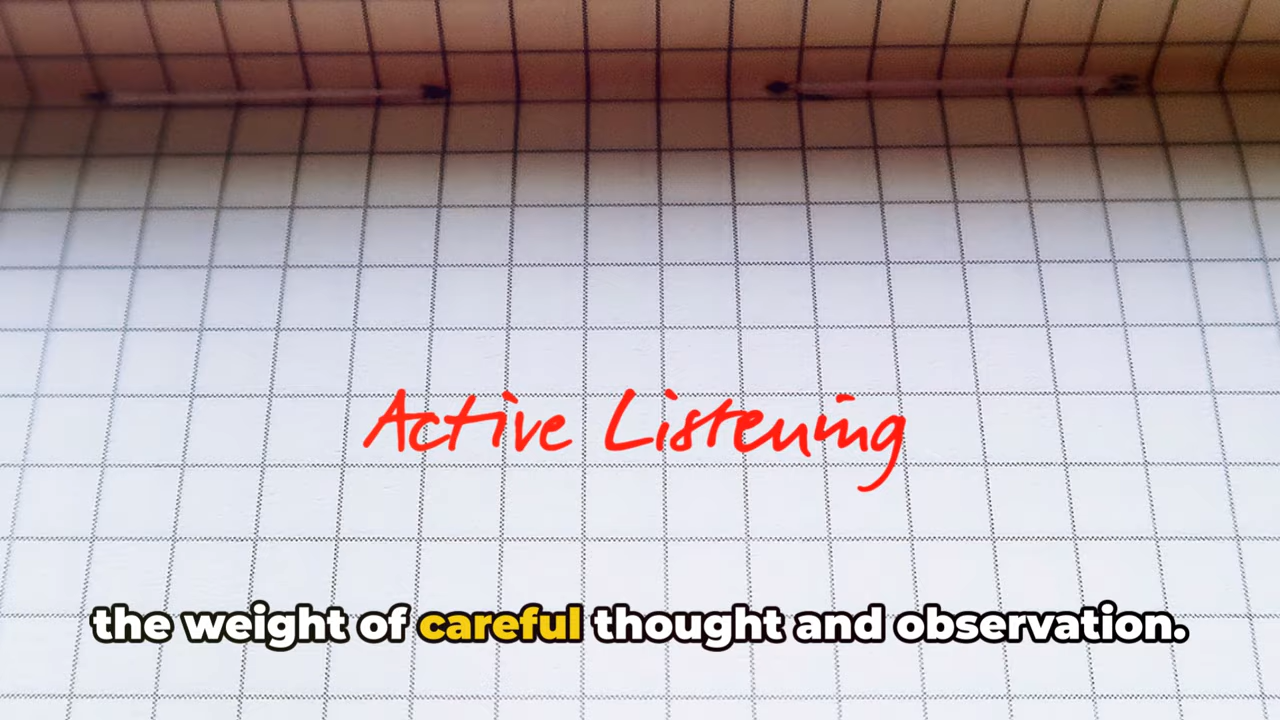 Active Listening
the weight of careful thought and observation.